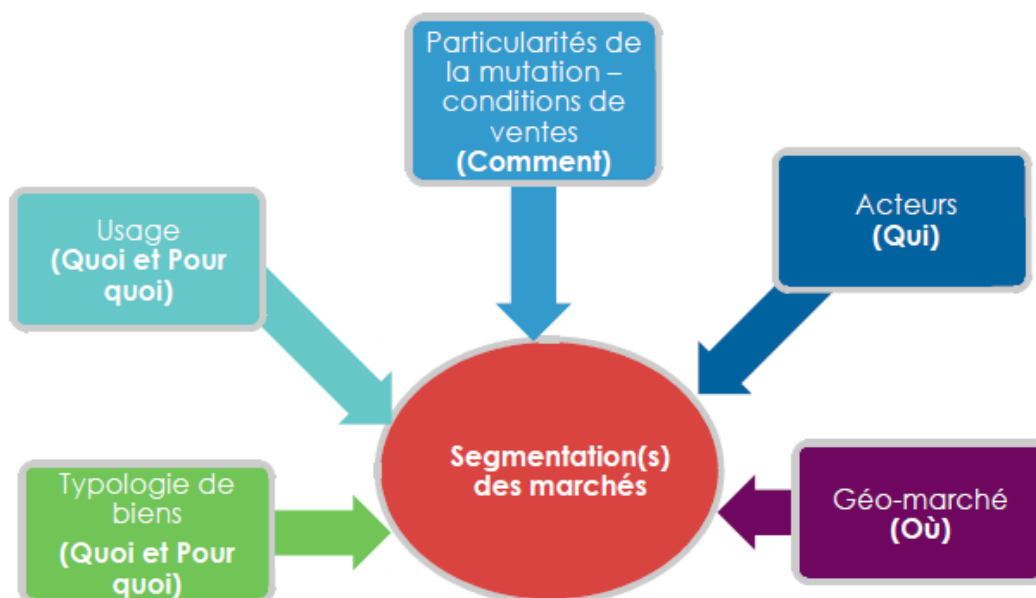 Particularités de
la mutation –
conditions de
ventes
(Comment)
Usage
(Quoi et Pour
quoi)
Acteurs
(Qui)
Segmentation(s)
des marchés
Typologie de
biens
(Quoi et Pour
quoi)
Géo-marché
(Où)